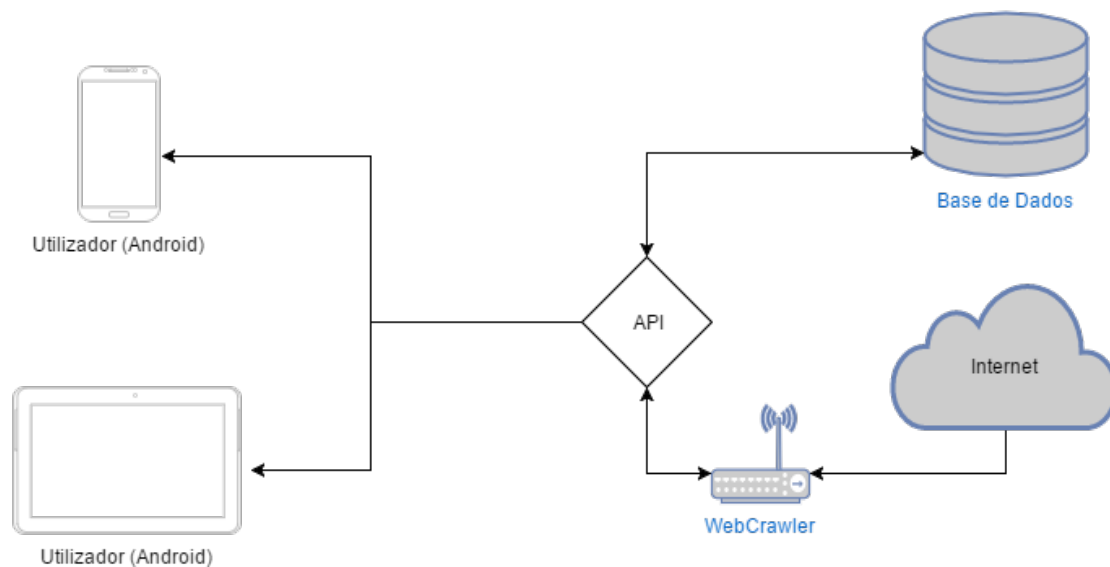 Base de Dados
Utilizador (Android)
API
Internet
WebCrawler
Utilizador (Android)